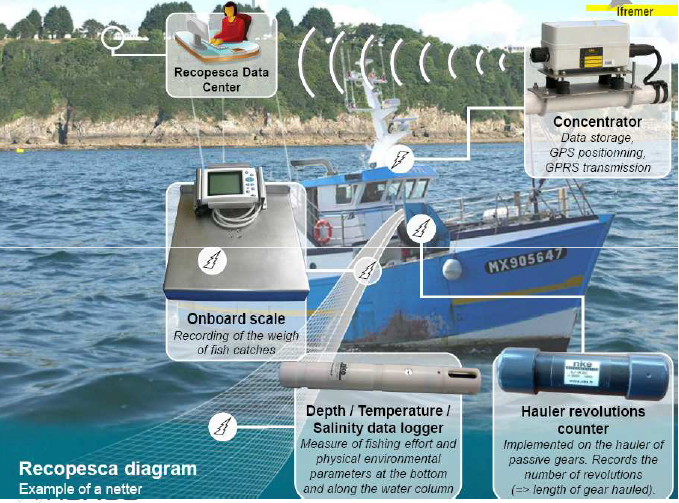 Ifremer
Recopesca Data
Center
Concentrator
Data storage,
GPS positionning,
GPRS transmission
MX905647
Onboard scale
Recording of the weigh
of fish catches
nke
Depth / Temperature /
Salinity data logger
Measure of fishing effort and
physical environmental
parameters at the bottom
and along the water column
nke
Hauler revolutions
counter
Implemented on the hauler of
passive gears. Records the
number of revolutions
(=> length of gear hauled).
Recopesca diagram
Example of a netter